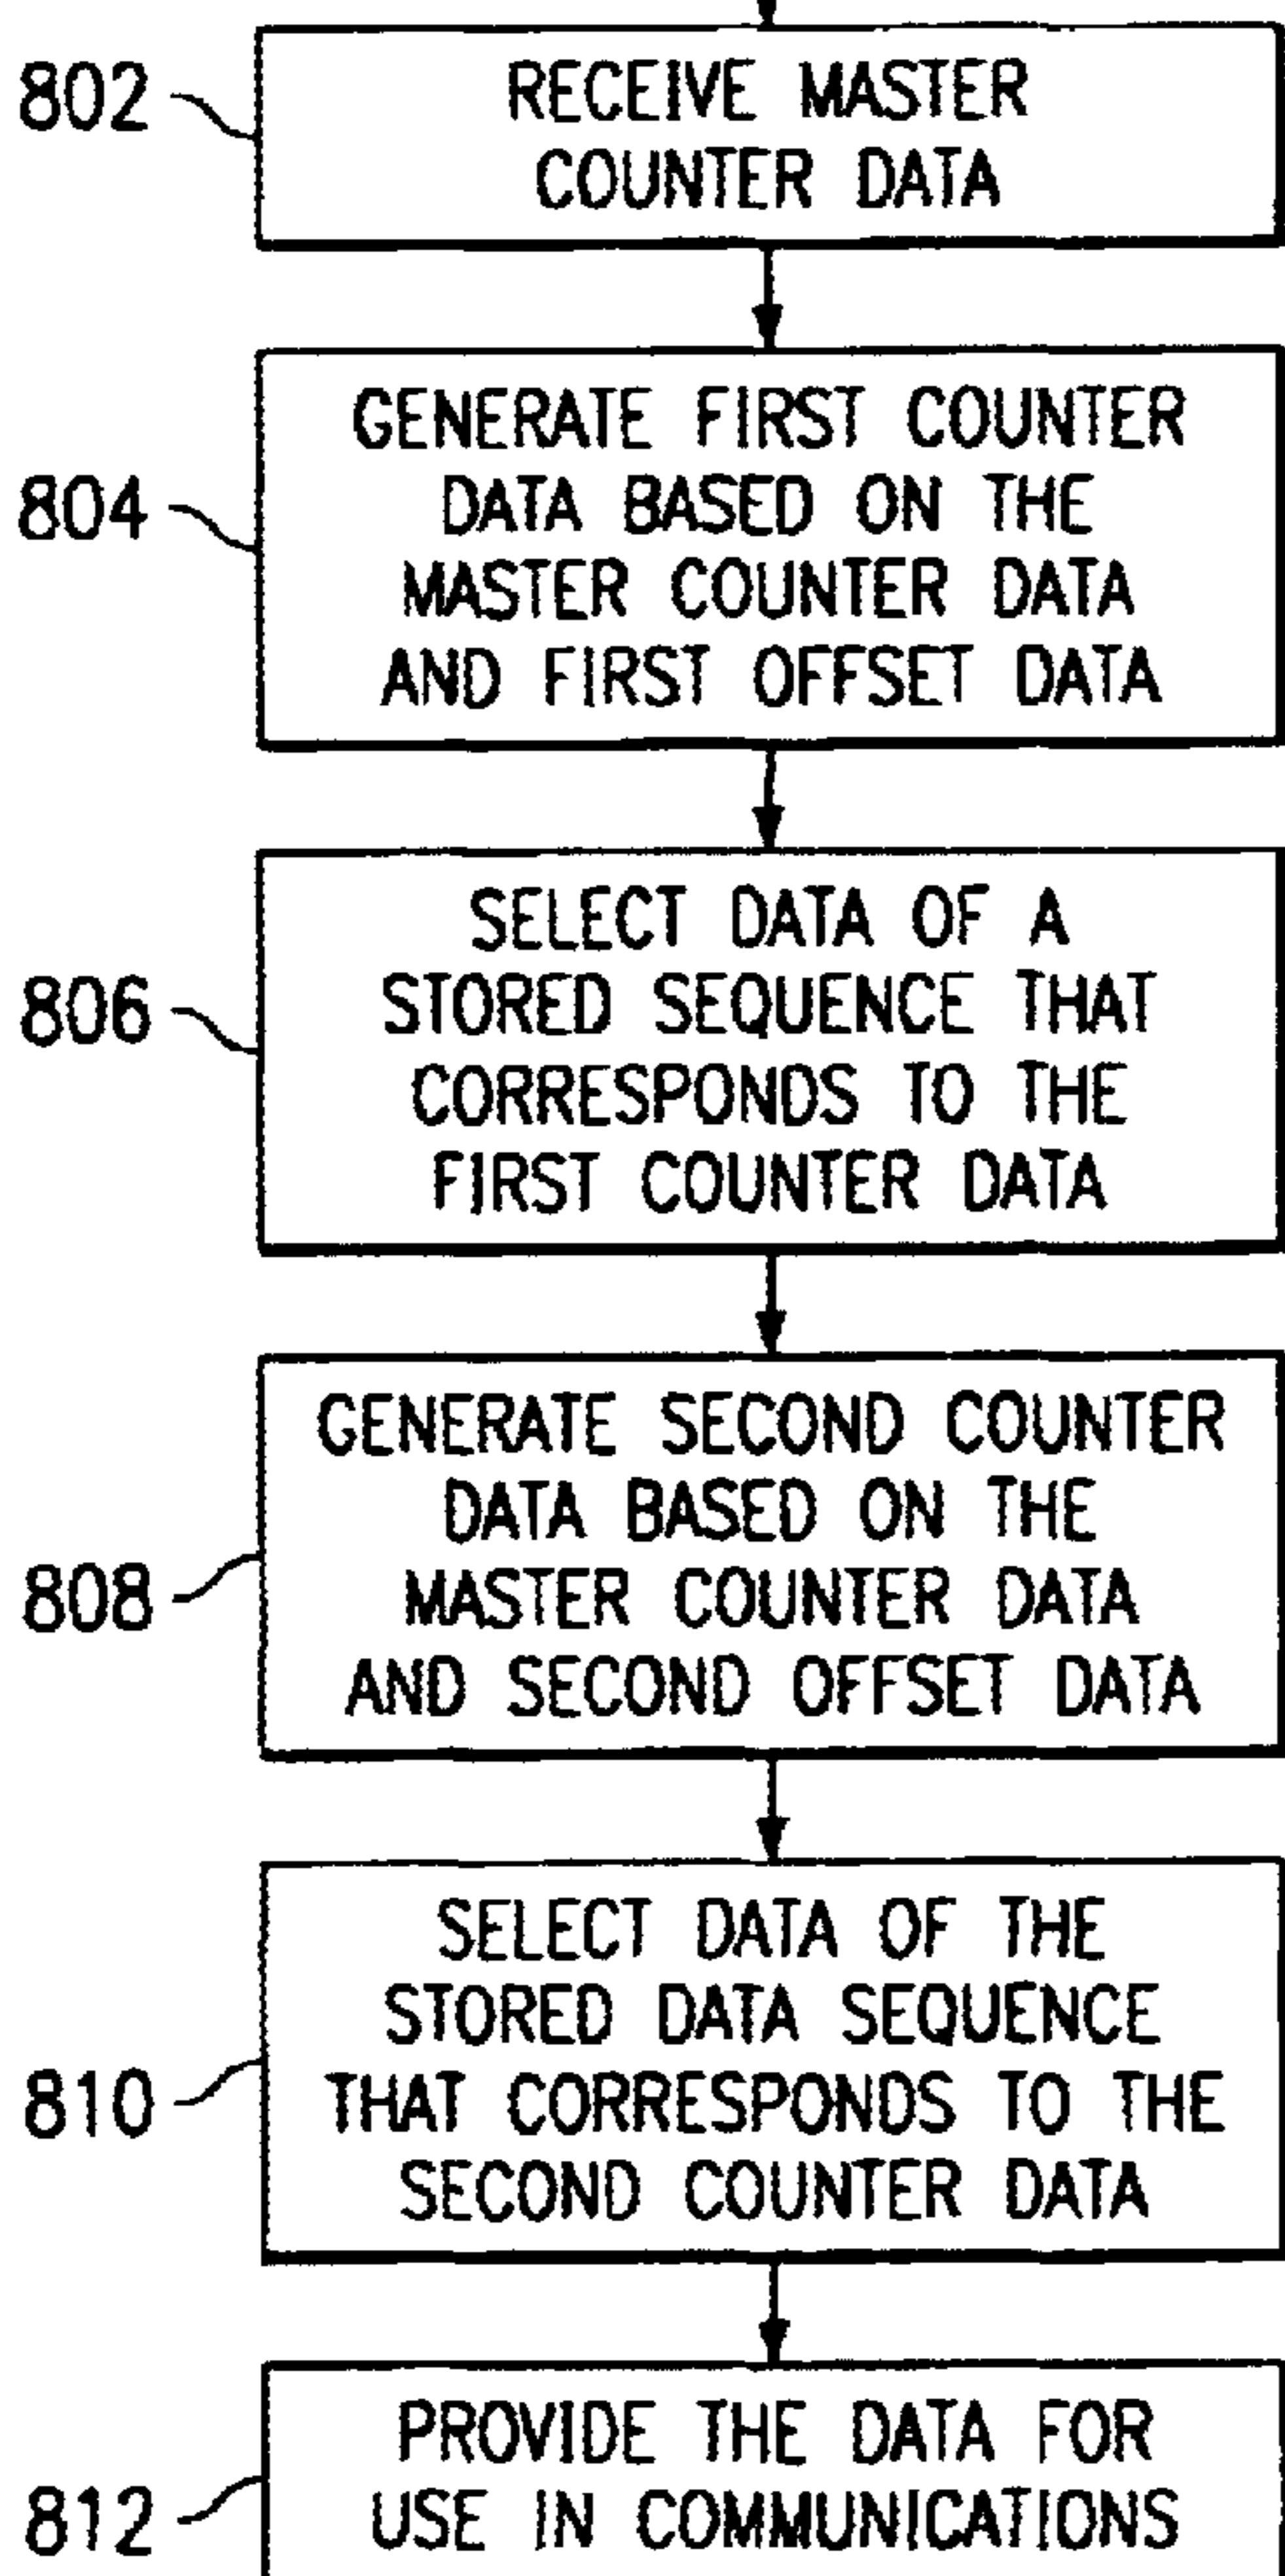 802
RECEIVE MASTER
COUNTER DATA
804
GENERATE FIRST COUNTER
DATA BASED ON THE
MASTER COUNTER DATA
AND FIRST OFFSET DATA
806
SELECT DATA OF A
STORED SEQUENCE THAT
CORRESPONDS TO THE
FIRST COUNTER DATA
808
GENERATE SECOND COUNTER
DATA BASED ON THE
MASTER COUNTER DATA
AND SECOND OFFSET DATA
810
SELECT DATA OF THE
STORED DATA SEQUENCE
THAT CORRESPONDS TO THE
SECOND COUNTER DATA
812
PROVIDE THE DATA FOR
USE IN COMMUNICATIONS